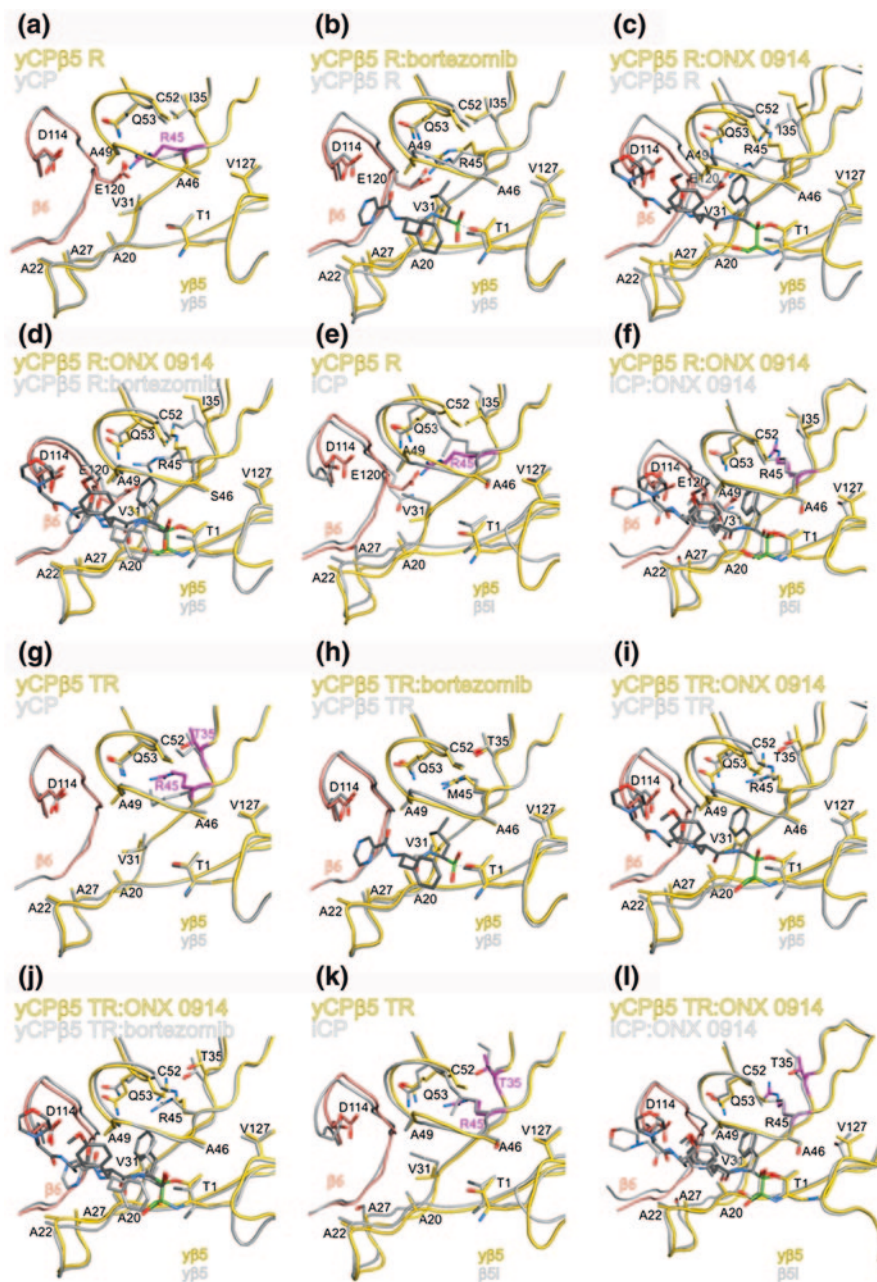 (a)
yCPβ5 R
yCP
C52
I35
Q53
D114
R45
A49
V127
E120
A46
β6
V31
T1
A27
A22
A20
yβ5
yβ5
(b)
yCPβ5 R:bortezomib
yCPβ5 R
C52
I35
Q53
D114
A49
R45
V127
E120
A46
β6
V31
T1
A27
A22
A20
yβ5
yβ5
(c)
yCPβ5 R:ONX 0914
yCPβ5 R
C52
Q53
I35
D114
A49
R45
V127
E120
A46
β6
V31
T1
A27
A22
A20
yβ5
yβ5
(d)
yCPβ5 R:ONX 0914
yCPβ5 R:bortezomib
I35
C52
Q53
D114
E120
R45
A49
V127
S46
β6
V31
T1
A27
A22
A20
yβ5
yβ5
(e)
yCPβ5 R
iCP
C52
I35
Q53
D114
A49
R45
V127
E120
A46
β6
V31
T1
A27
A22
A20
yβ5
β5i
(f)
yCPβ5 R:ONX 0914
iCP:ONX 0914
I35
C52
Q53
D114
R45
V127
E120
A49
A46
β6
V31
T1
A27
A22
A20
yβ5
β5i
(g)
yCPβ5 TR
yCP
C52
T35
Q53
D114
R45
A49
V127
A46
β6
V31
T1
A27
A22
A20
yβ5
yβ5
(h)
yCPβ5 TR:bortezomib
yCPβ5 TR
C52
T35
Q53
D114
M45
A49
V127
A46
β6
V31
T1
A27
A22
A20
yβ5
yβ5
(i)
yCPβ5 TR:ONX 0914
yCPβ5 TR
C52
Q53
T35
D114
R45
A49
V127
A46
β6
V31
T1
A27
A22
A20
yβ5
yβ5
(j)
yCPβ5 TR:ONX 0914
yCPβ5 TR:bortezomib
T35
C52
Q53
D114
R45
A49
V127
A46
β6
V31
T1
A27
A22
A20
yβ5
yβ5
(k)
yCPβ5 TR
iCP
C52
T35
Q53
D114
R45
A49
V127
A46
β6
V31
T1
A27
A22
A20
yβ5
β5i
(l)
yCPβ5 TR:ONX 0914
iCP:ONX 0914
T35
C52
Q53
D114
R45
A49
V127
A46
β6
V31
T1
A27
A22
A20
yβ5
β5i